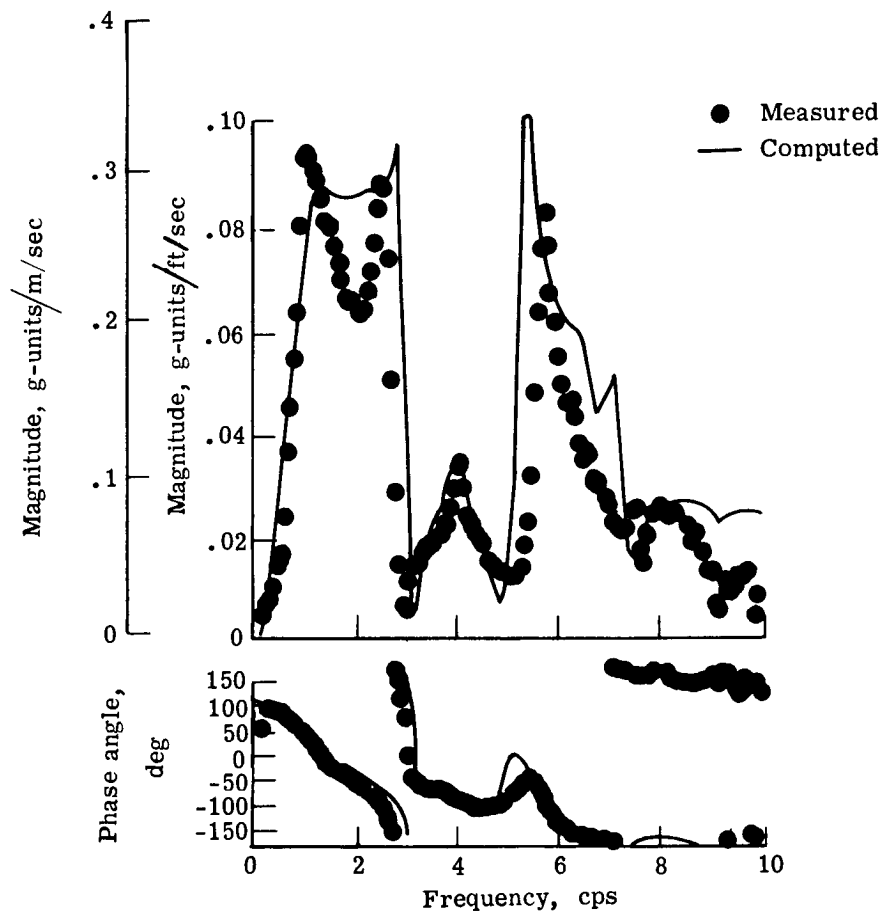 .4
.3
.2
.1
0
Magnitude, g-units/m/sec
.10
.08
.06
.04
.02
0
Magnitude, g-units/ft/sec
Measured
Computed
150
100
50
0
-50
-100
-150
Phase angle,
deg
0 2 4 6 8 10
Frequency, cps